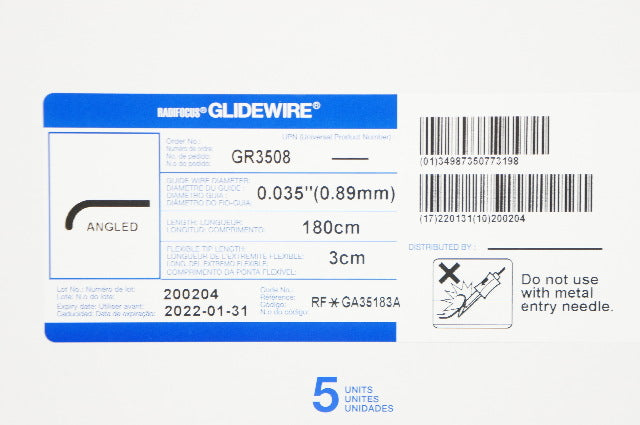 RADIFOCUS® GLIDEWIRE®
UPN (Universal Product Number)
Order No.:
Numéro de ordre:
No. de pedido:
N.o de pedido:
GR3508
ANGLED
GUIDE WIRE DIAMETER:
DIAMÈTRE DU GUIDE:
DIÁMETRO GUIA:
DIÂMETRO DO FIO-GUIA:
0.035"(0.89mm)
LENGTH: LONGUEUR:
LONGITUD: COMPRIMENTO:
180cm
FLEXIBLE TIP LENGTH:
LONGUEUR DE L'EXTREMITÉ FLEXIBLE:
LONG. DEL EXTREMO FLEXIBLE:
COMPRIMENTO DA PONTA FLEXÍVEL:
3cm
Lot No.: Numéro de lot:
Lote: N.o do lote:
200204
Expiry date: Utiliser avant:
Caducidad: Data de expiração:
2022-01-31
Code No.:
Référence:
Código:
N.o do código:
RF*GA35183A
(01)34987350773198
(17)220131(10)200204
DISTRIBUTED BY:
Do not use
with metal
entry needle.
5 UNITS
UNITES
UNIDADES